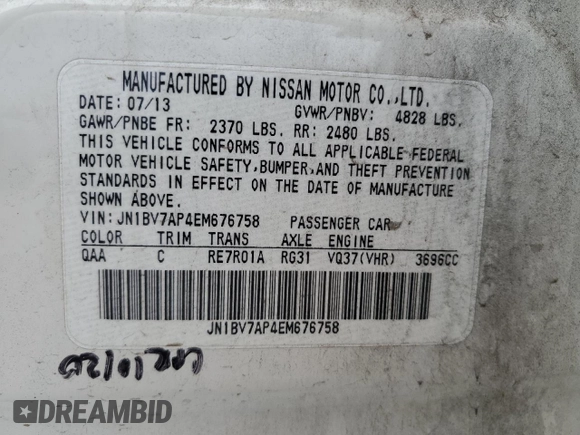 MANUFACTURED BY NISSAN MOTOR CO.,LTD.
DATE: 07/13 GVWR/PNBV: 4828 LBS.
GAWR/PNBE FR: 2370 LBS. RR: 2480 LBS.
THIS VEHICLE CONFORMS TO ALL APPLICABLE FEDERAL
MOTOR VEHICLE SAFETY,BUMPER,AND THEFT PREVENTION
STANDARDS IN EFFECT ON THE DATE OF MANUFACTURE
SHOWN ABOVE.
VIN:JN1BV7AP4EM676758 PASSENGER CAR
COLOR TRIM TRANS AXLE ENGINE
QAA C RE7R01A RG31 VQ37(VHR) 3696CC
JN1BV7AP4EM676758
DREAMBID